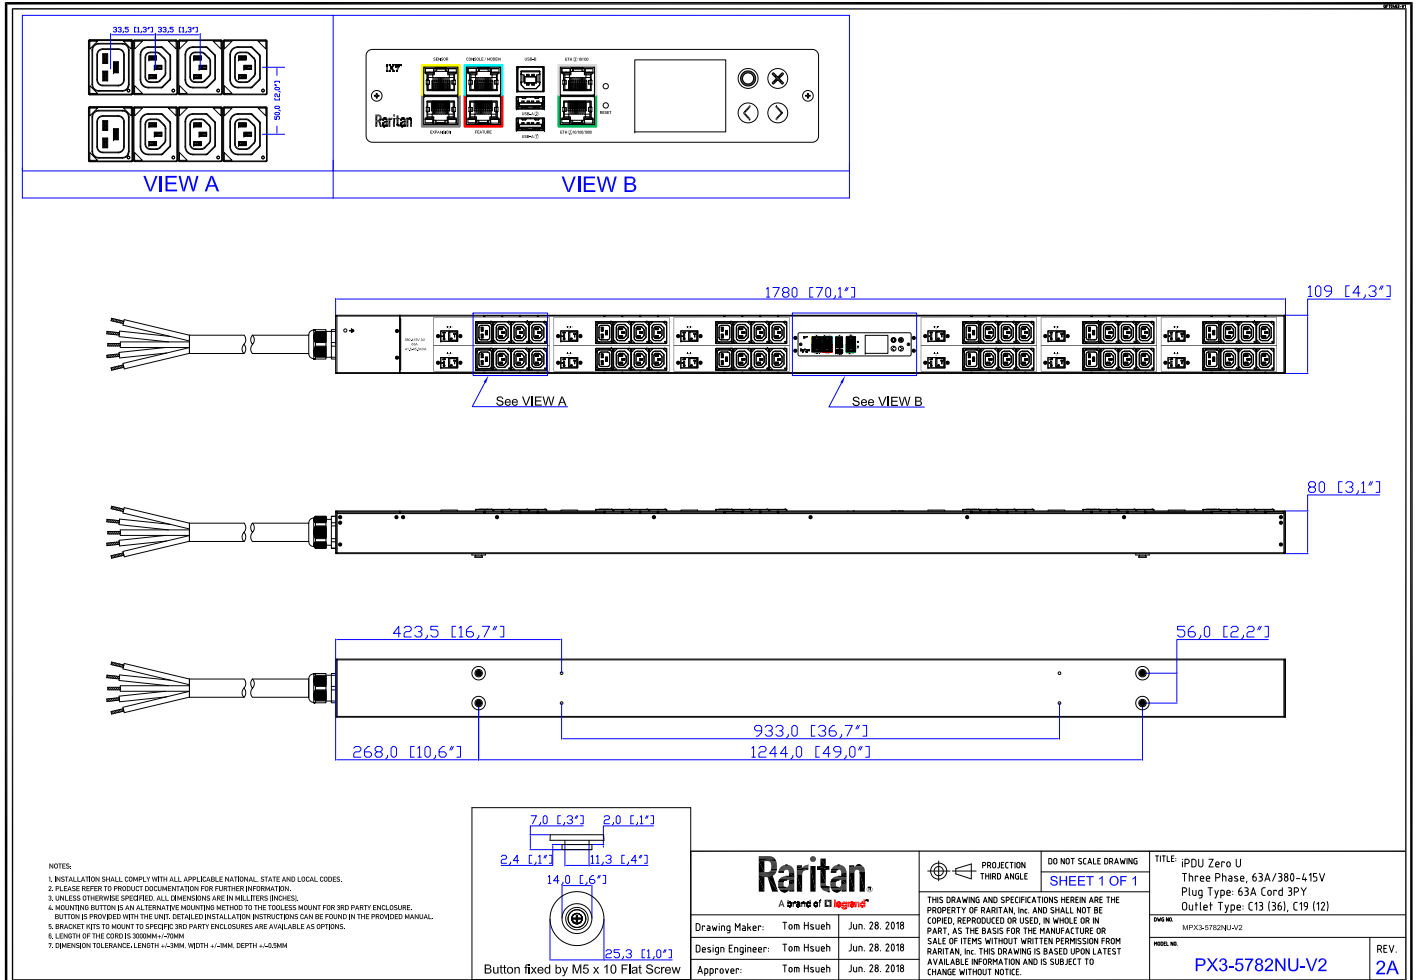 33,5 [1,3"] 33,5 [1,3"]
50,0 [2,0"]
VIEW A
SENSOR
CONSOLE / MODEM
USB-B
ETH ② 10/100
Raritan
EXPANSION
FEATURE
USB-A ②
USB-A ①
ETH ① 10/100/1000
RESET
VIEW B
1780 [70,1"]
109 [4,3"]
See VIEW A
See VIEW B
80 [3,1"]
423,5 [16,7"]
56,0 [2,2"]
933,0 [36,7"]
268,0 [10,6"]
1244,0 [49,0"]
7,0 [,3"]
2,0 [,1"]
2,4 [,1"]
11,3 [,4"]
14,0 [,6"]
25,3 [1,0"]
Button fixed by M5 x 10 Flat Screw
NOTES:
1. INSTALLATION SHALL COMPLY WITH ALL APPLICABLE NATIONAL. STATE AND LOCAL CODES.
2. PLEASE REFER TO PRODUCT DOCUMENTATION FOR FURTHER INFORMATION.
3. UNLESS OTHERWISE SPECIFIED. ALL DIMENSIONS ARE IN MILLITERS (INCHES).
4. MOUNTING BUTTON IS AN ALTERNATIVE MOUNTING METHOD TO THE TOOLESS MOUNT FOR 3RD PARTY ENCLOSURE.
BUTTON IS PROVIDED WITH THE UNIT. DETAILED INSTALLATION INSTRUCTIONS CAN BE FOUND IN THE PROVIDED MANUAL.
5. BRACKET KITS TO MOUNT TO SPECIFIC 3RD PARTY ENCLOSURES ARE AVAILABLE AS OPTIONS.
6. LENGTH OF THE CORD IS 3000MM+/-70MM
7. DIMENSION TOLERANCE: LENGTH +/-3MM, WIDTH +/-1MM, DEPTH +/-0.5MM
Raritan.
A brand of legrand
Drawing Maker: Tom Hsueh Jun. 28. 2018
Design Engineer: Tom Hsueh Jun. 28. 2018
Approver: Tom Hsueh Jun. 28. 2018
PROJECTION
THIRD ANGLE
DO NOT SCALE DRAWING
SHEET 1 OF 1
THIS DRAWING AND SPECIFICATIONS HEREIN ARE THE
PROPERTY OF RARITAN, Inc. AND SHALL NOT BE
COPIED, REPRODUCED OR USED, IN WHOLE OR IN
PART, AS THE BASIS FOR THE MANUFACTURE OR
SALE OF ITEMS WITHOUT WRITTEN PERMISSION FROM
RARITAN, Inc. THIS DRAWING IS BASED UPON LATEST
AVAILABLE INFORMATION AND IS SUBJECT TO
CHANGE WITHOUT NOTICE.
TITLE: iPDU Zero U
Three Phase, 63A/380-415V
Plug Type: 63A Cord 3PY
Outlet Type: C13 (36), C19 (12)
DWG NO.
MPX3-5782NU-V2
MODEL NO.
PX3-5782NU-V2
REV.
2A